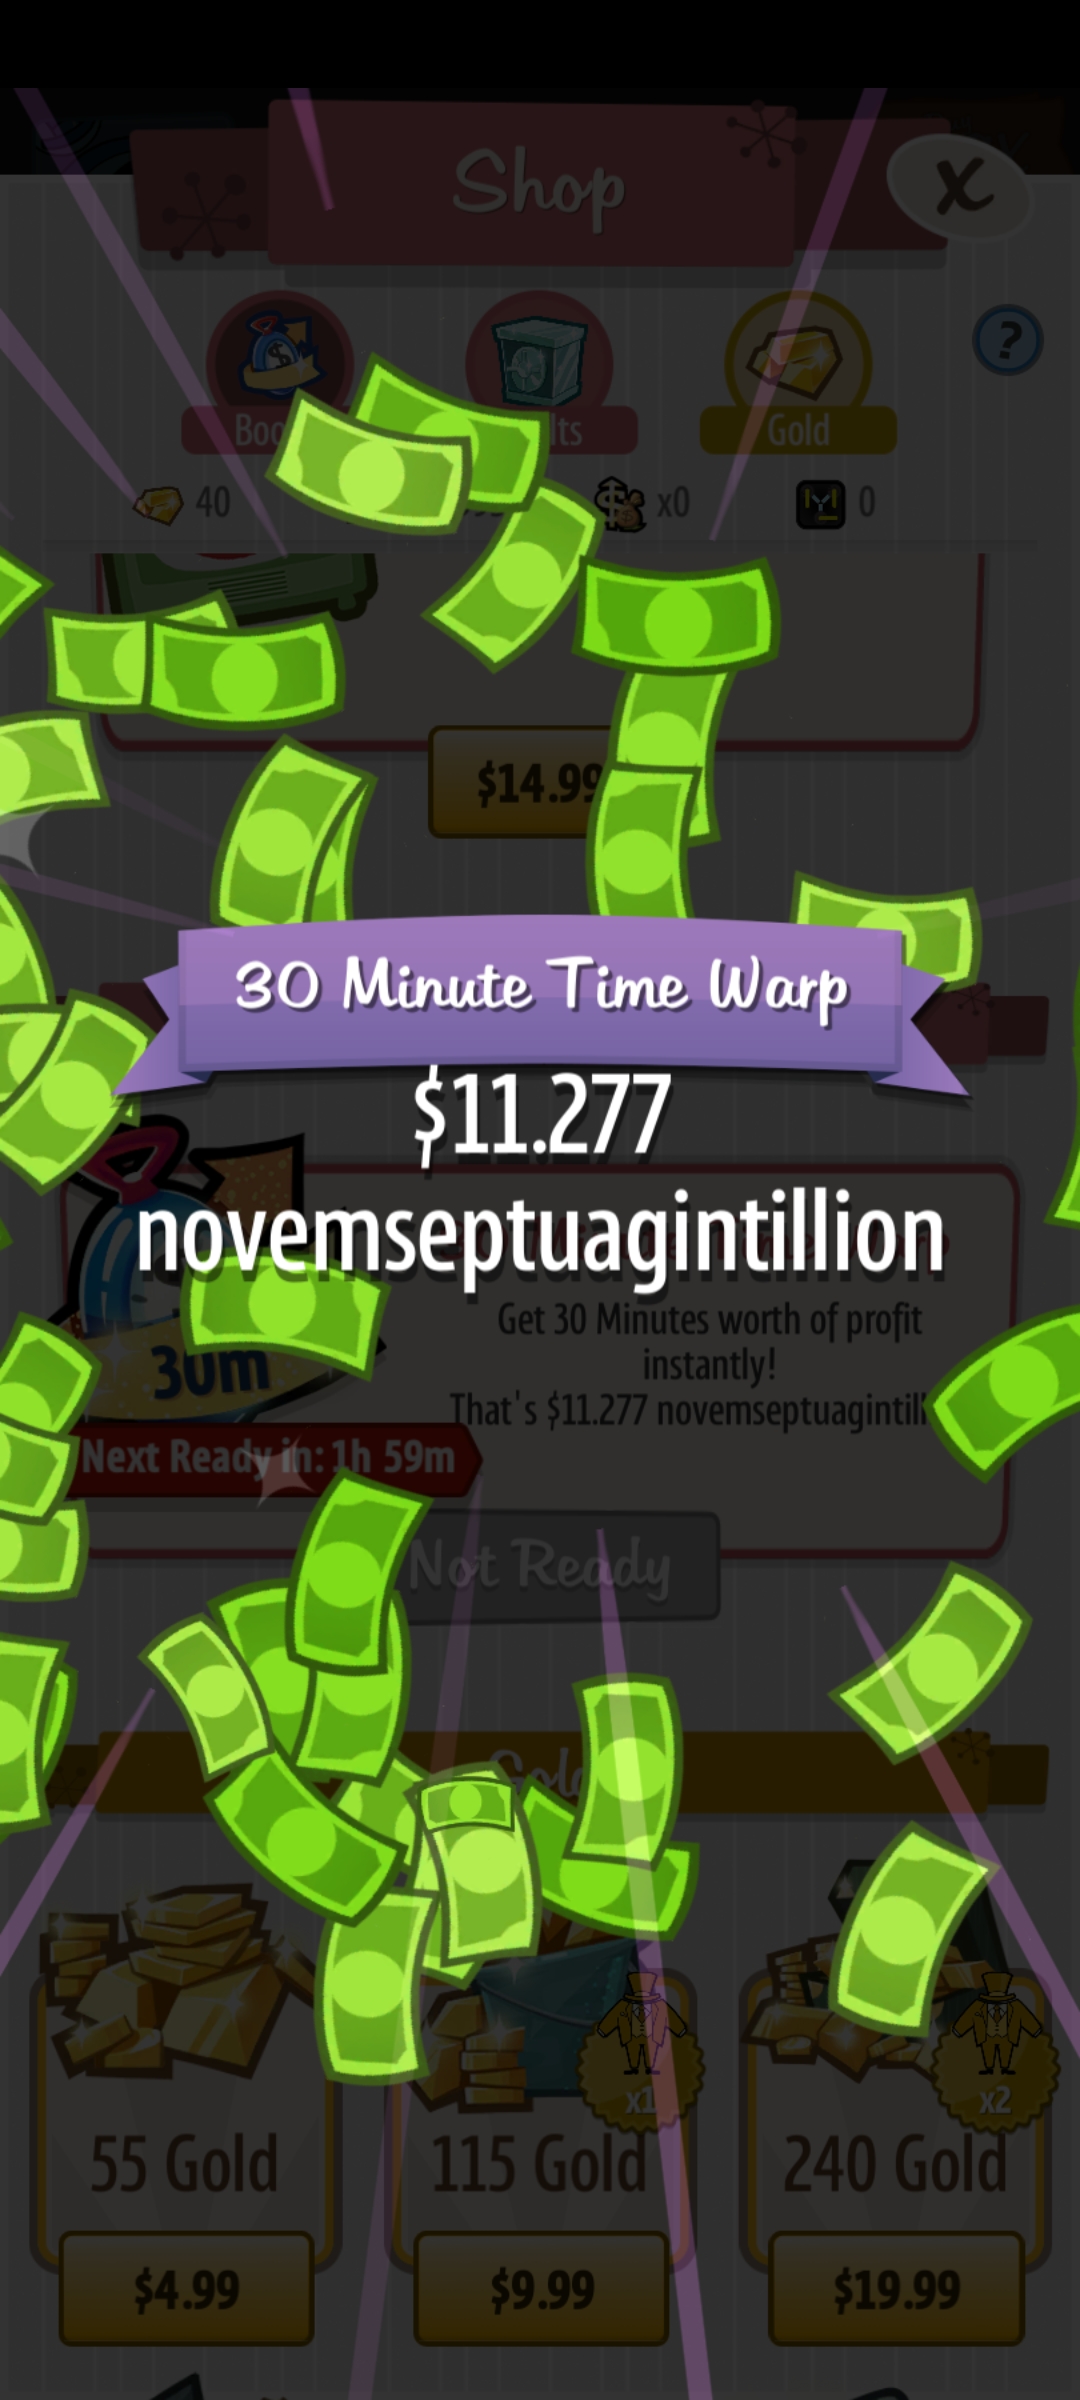 Shop
X
?
Gold
40
x0
0
$14.99
30 Minute Time Warp
$11.277
novemseptuagintillion
Get 30 Minutes worth of profit
instantly!
That's $11.277
30m
Next Ready in: 1h 59m
Not Ready
x1
x2
55 Gold
115 Gold
240 Gold
$4.99
$9.99
$19.99